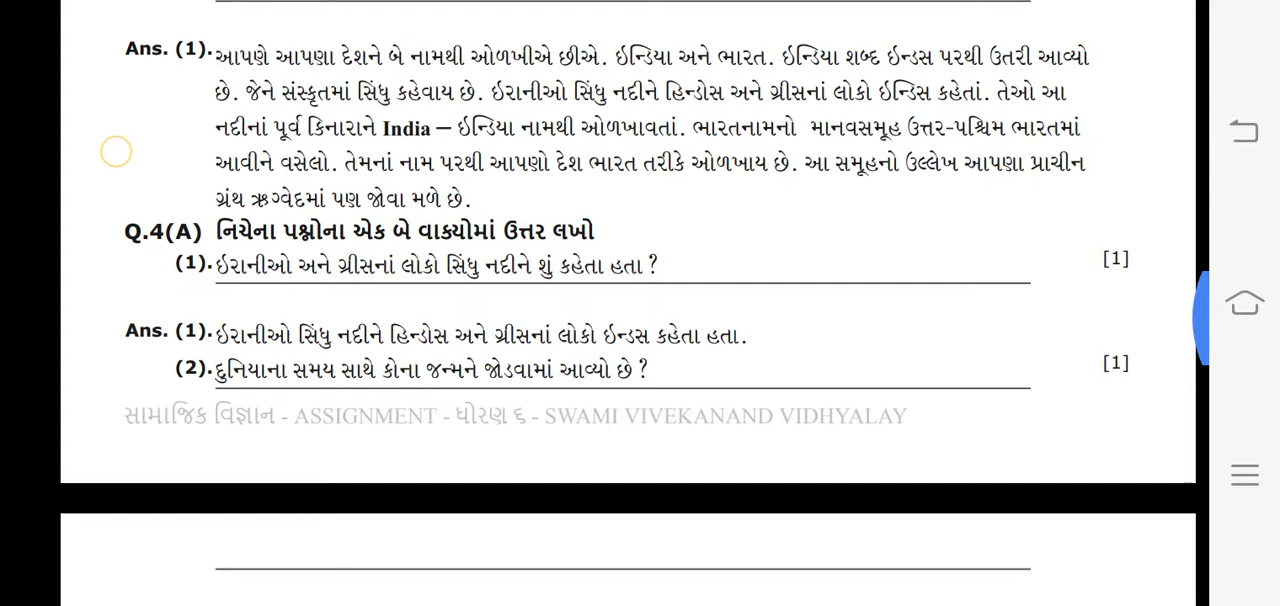 Ans. (1). આપણે આપણા દેશને બે નામથી ઓળખીએ છીએ. ઇન્ડિયા અને ભારત. ઇન્ડિયા શબ્દ ઇન્ડસ પરથી ઉતરી આવ્યો
છે. જેને સંસ્કૃતમાં સિંધુ કહેવાય છે. ઇરાનીઓ સિંધુ નદીને હિન્ડોસ અને ગ્રીસનાં લોકો ઇન્ડિસ કહેતાં. તેઓ આ
નદીનાં પૂર્વ કિનારાને India – ઇન્ડિયા નામથી ઓળખાવતાં. ભારતનામનો માનવસમૂહ ઉત્તર-પશ્ચિમ ભારતમાં
આવીને વસેલો. તેમનાં નામ પરથી આપણો દેશ ભારત તરીકે ઓળખાય છે. આ સમૂહનો ઉલ્લેખ આપણા પ્રાચીન
ગ્રંથ ઋગ્વેદમાં પણ જોવા મળે છે.
Q.4(A) નિચેના પશ્નોના એક બે વાક્યોમાં ઉત્તર લખો
(1). ઇરાનીઓ અને ગ્રીસનાં લોકો સિંધુ નદીને શું કહેતા હતા ? [1]
Ans. (1). ઇરાનીઓ સિંધુ નદીને હિન્ડોસ અને ગ્રીસનાં લોકો ઇન્ડસ કહેતા હતા.
(2). દુનિયાના સમય સાથે કોના જન્મને જોડવામાં આવ્યો છે ? [1]
સામાજિક વિજ્ઞાન - ASSIGNMENT - ધોરણ ૬ - SWAMI VIVEKANAND VIDHYALAY